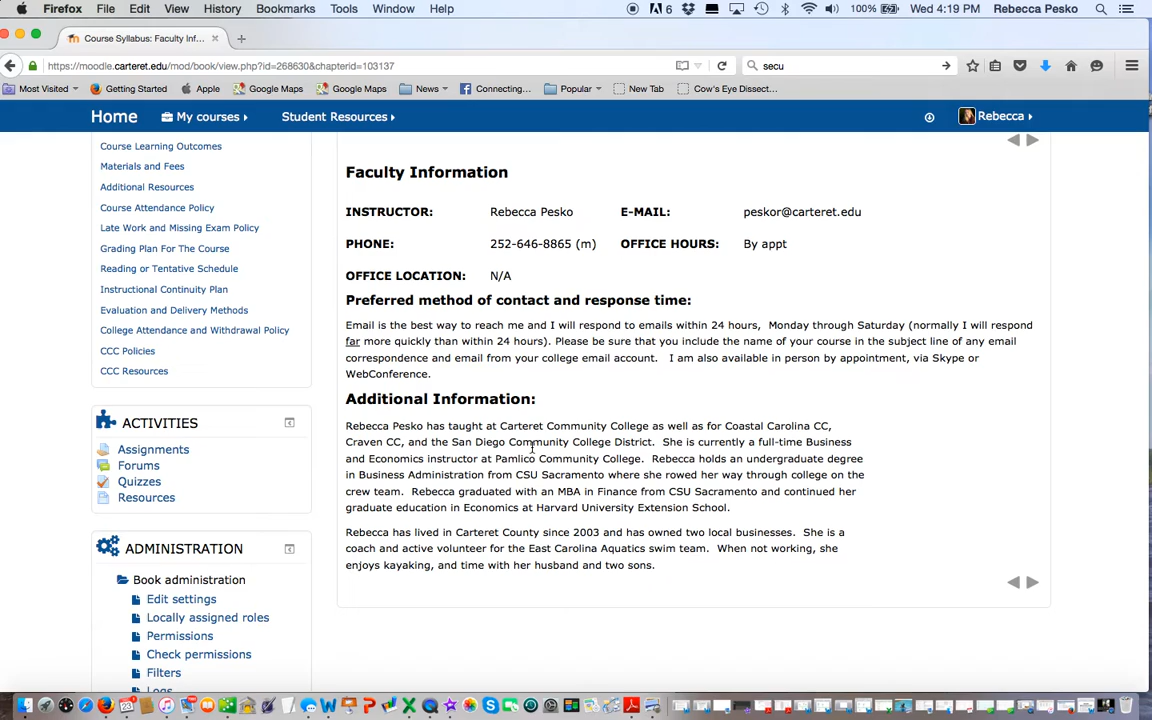 Firefox File Edit View History Bookmarks Tools Window Help 6 100% Wed 4:19 PM Rebecca Pesko
Course Syllabus: Faculty Inf...
https://moodle.carteret.edu/mod/book/view.php?id=268630&chapterid=103137 secu
Most Visited Getting Started Apple Google Maps Google Maps News Connecting... Popular New Tab Cow's Eye Dissect...
Home My courses Student Resources Rebecca
Course Learning Outcomes
Materials and Fees
Additional Resources
Course Attendance Policy
Late Work and Missing Exam Policy
Grading Plan For The Course
Reading or Tentative Schedule
Instructional Continuity Plan
Evaluation and Delivery Methods
College Attendance and Withdrawal Policy
CCC Policies
CCC Resources
ACTIVITIES
Assignments
Forums
Quizzes
Resources
ADMINISTRATION
Book administration
Edit settings
Locally assigned roles
Permissions
Check permissions
Filters
Logs
Faculty Information
INSTRUCTOR: Rebecca Pesko E-MAIL: peskor@carteret.edu
PHONE: 252-646-8865 (m) OFFICE HOURS: By appt
OFFICE LOCATION: N/A
Preferred method of contact and response time:
Email is the best way to reach me and I will respond to emails within 24 hours, Monday through Saturday (normally I will respond
far more quickly than within 24 hours). Please be sure that you include the name of your course in the subject line of any email
correspondence and email from your college email account. I am also available in person by appointment, via Skype or
WebConference.
Additional Information:
Rebecca Pesko has taught at Carteret Community College as well as for Coastal Carolina CC,
Craven CC, and the San Diego Community College District. She is currently a full-time Business
and Economics instructor at Pamlico Community College. Rebecca holds an undergraduate degree
in Business Administration from CSU Sacramento where she rowed her way through college on the
crew team. Rebecca graduated with an MBA in Finance from CSU Sacramento and continued her
graduate education in Economics at Harvard University Extension School.
Rebecca has lived in Carteret County since 2003 and has owned two local businesses. She is a
coach and active volunteer for the East Carolina Aquatics swim team. When not working, she
enjoys kayaking, and time with her husband and two sons.